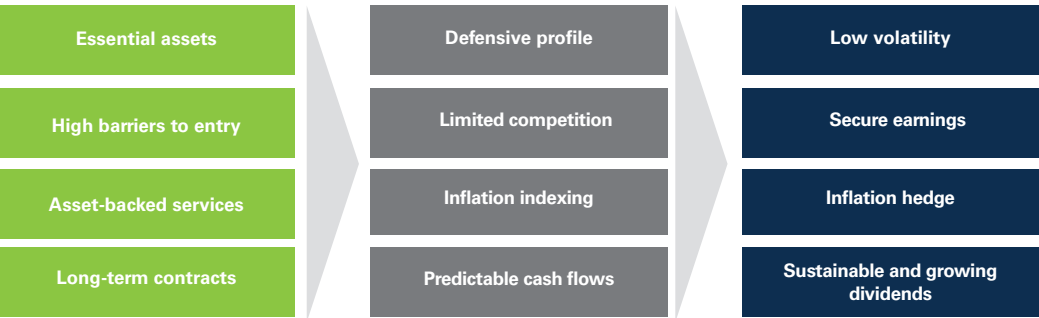 Essential assets
High barriers to entry
Asset-backed services
Long-term contracts
Defensive profile
Limited competition
Inflation indexing
Predictable cash flows
Low volatility
Secure earnings
Inflation hedge
Sustainable and growing
dividends